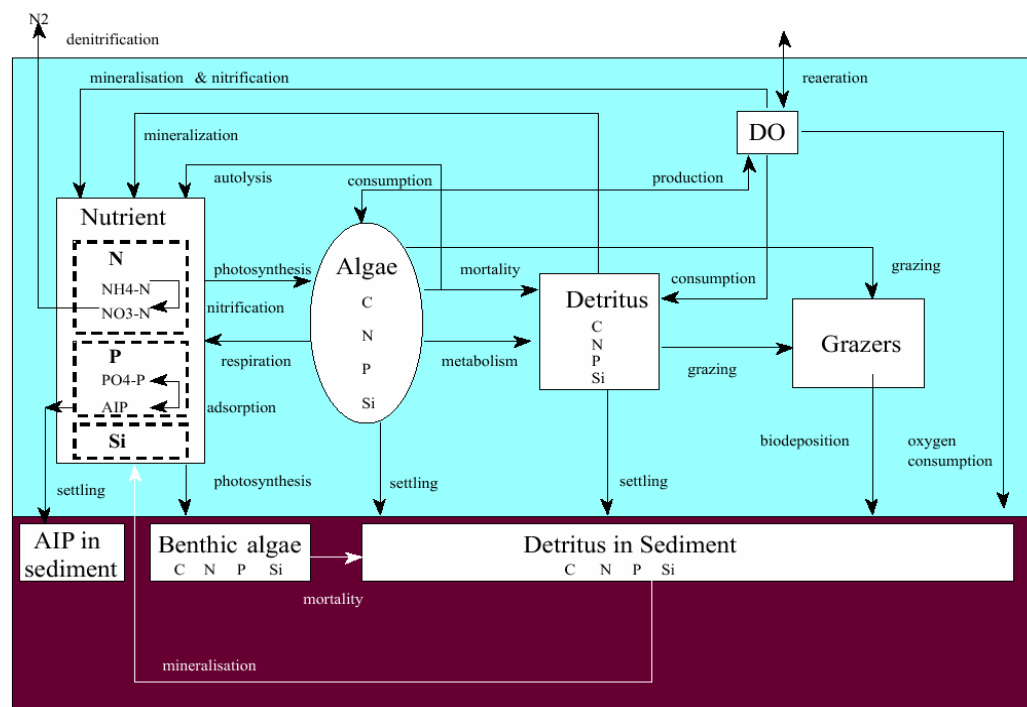 N2
denitrification
mineralisation & nitrification
reaeration
DO
mineralization
autolysis
consumption
production
Nutrient
N
NH4-N
NO3-N
photosynthesis
nitrification
Algae
C
N
P
Si
mortality
consumption
grazing
Detritus
C
N
P
Si
Grazers
P
PO4-P
AIP
respiration
metabolism
grazing
adsorption
Si
biodeposition
oxygen
consumption
settling
photosynthesis
settling
settling
AIP in
sediment
Benthic algae
C N P Si
Detritus in Sediment
C N P Si
mortality
mineralisation